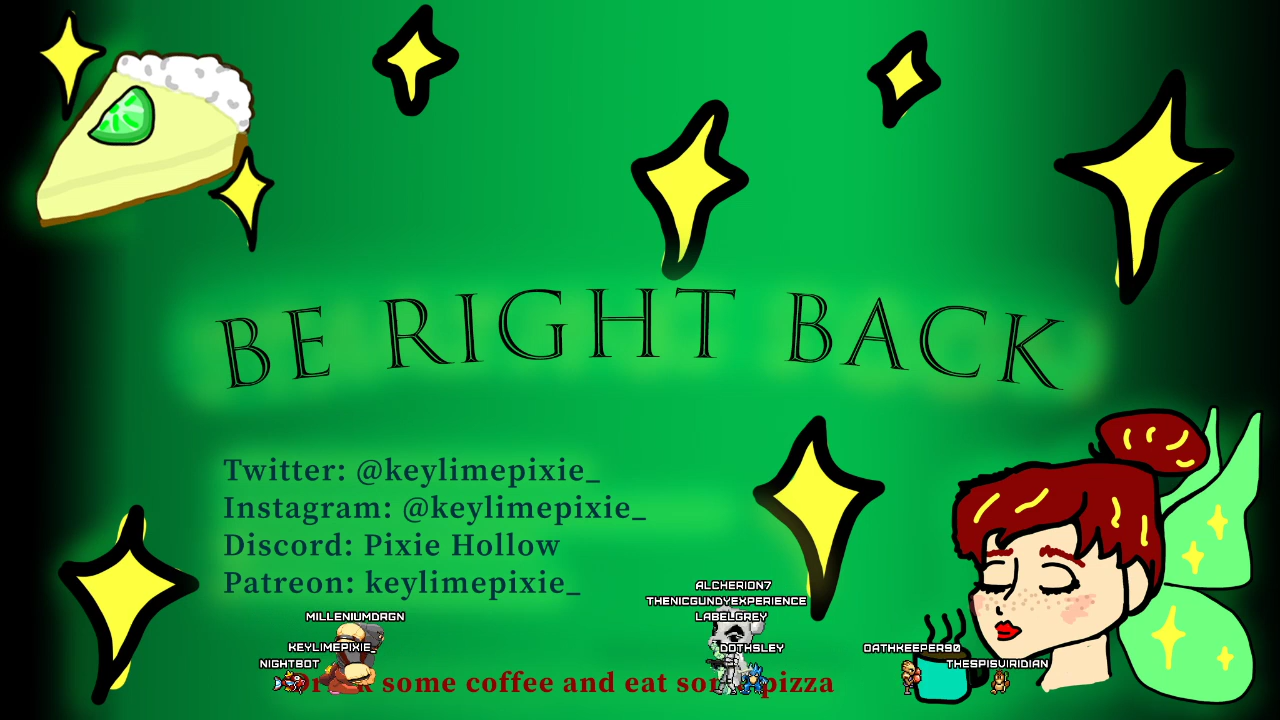 BE RIGHT BACK
Twitter: @keylimepixie_
Instagram: @keylimepixie_
Discord: Pixie Hollow
Patreon: keylimepixie_
ALCHERION7
THENICGUNDYEXPERIENCE
MILLENIUMDRGN
LABELGREY
KEYLIMEPIXIE_
DOTHSLEY
OATHKEEPER90
NIGHTBOT
THESPISVIRIDIAN
some coffee and eat pizza